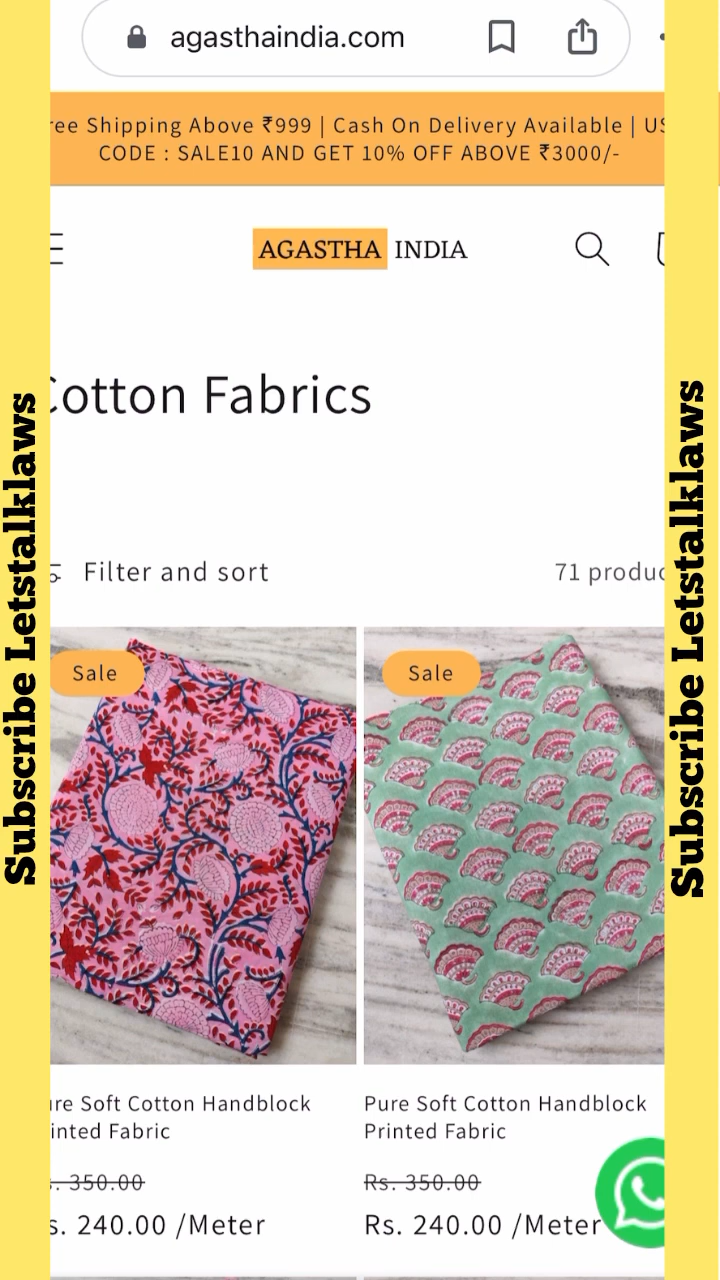 agasthaindia.com
ree Shipping Above ₹999 | Cash On Delivery Available | US
CODE : SALE10 AND GET 10% OFF ABOVE ₹3000/-
AGASTHA INDIA
Cotton Fabrics
Filter and sort
71 produc
Sale
Sale
ure Soft Cotton Handblock
inted Fabric
s. 350.00
s. 240.00 /Meter
Pure Soft Cotton Handblock
Printed Fabric
Rs. 350.00
Rs. 240.00 /Meter
Subscribe Letstalklaws
Subscribe Letstalklaws